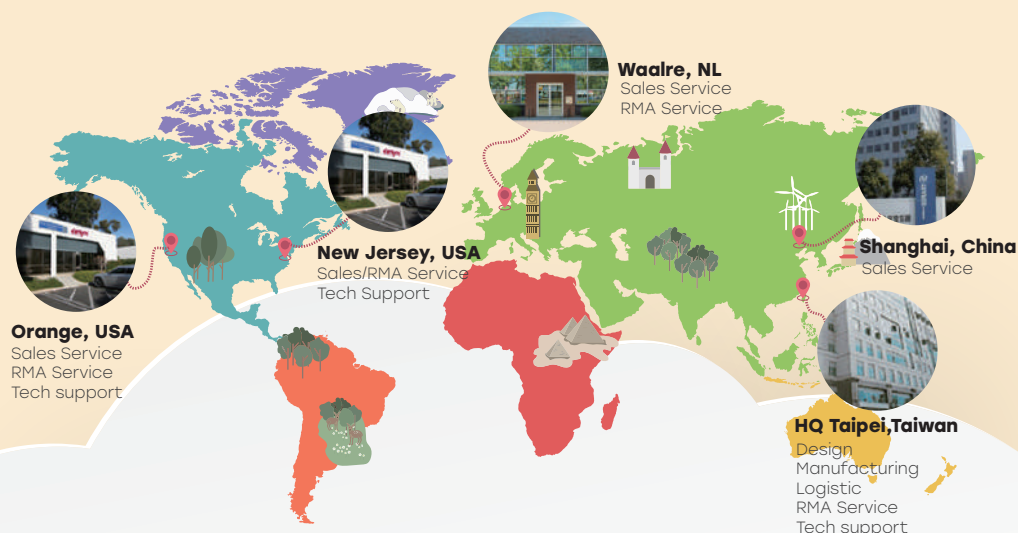 Waalre, NL
Sales Service
RMA Service
New Jersey, USA
Sales/RMA Service
Tech Support
Shanghai, China
Sales Service
Orange, USA
Sales Service
RMA Service
Tech support
HQ Taipei,Taiwan
Design
Manufacturing
Logistic
RMA Service
Tech support